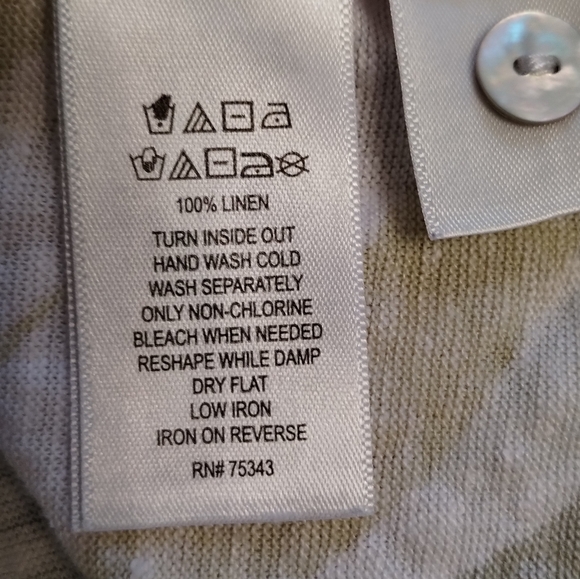 100% LINEN
TURN INSIDE OUT
HAND WASH COLD
WASH SEPARATELY
ONLY NON-CHLORINE
BLEACH WHEN NEEDED
RESHAPE WHILE DAMP
DRY FLAT
LOW IRON
IRON ON REVERSE
RN# 75343